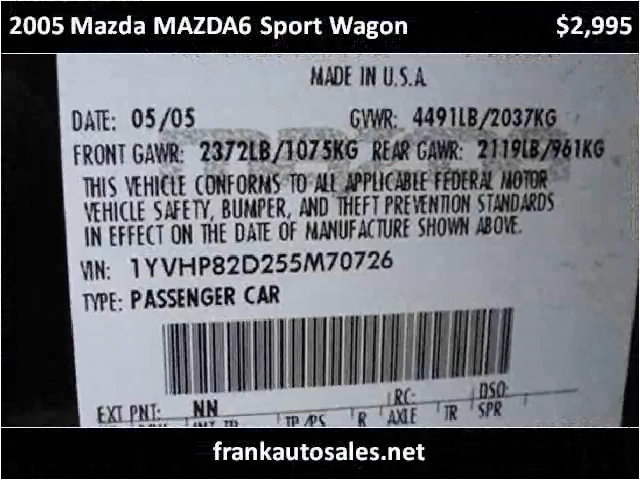 2005 Mazda MAZDA6 Sport Wagon $2,995
MADE IN U.S.A.
DATE: 05/05 GVWR: 4491LB/2037KG
FRONT GAWR: 2372LB/1075KG REAR GAWR: 2119LB/961KG
THIS VEHICLE CONFORMS TO ALL APPLICABLE FEDERAL MOTOR
VEHICLE SAFETY, BUMPER, AND THEFT PREVENTION STANDARDS
IN EFFECT ON THE DATE OF MANUFACTURE SHOWN ABOVE.
VIN: 1YVHP82D255M70726
TYPE: PASSENGER CAR
EXT PNT: NN RC: DSO:
TP/PS R AXLE TR SPR
frankautosales.net